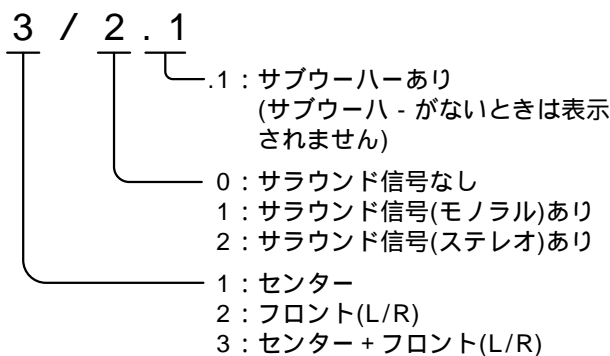 3 / 2 . 1
.1 : サブウーハーあり
(サブウーハ - がないときは表示
されません)
0 : サラウンド信号なし
1 : サラウンド信号(モノラル)あり
2 : サラウンド信号(ステレオ)あり
1 : センター
2 : フロント(L/R)
3 : センター + フロント(L/R)